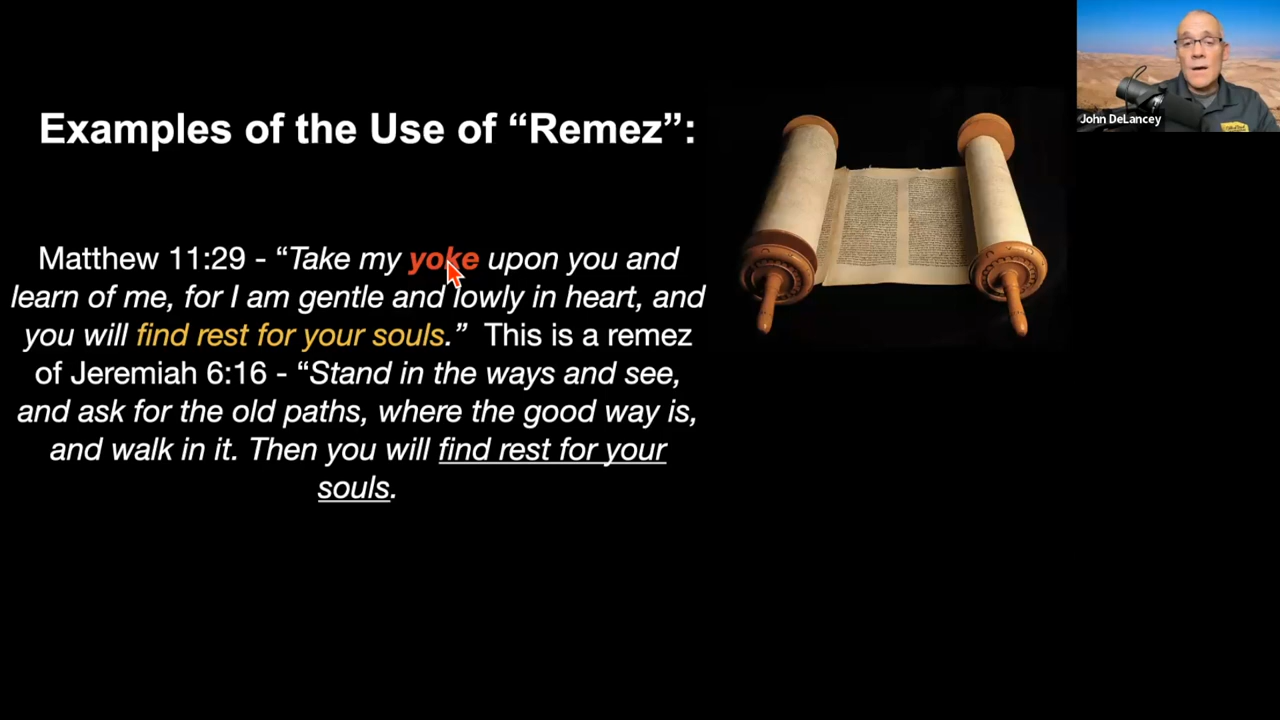 Examples of the Use of “Remez”:
Matthew 11:29 - “Take my yoke upon you and
learn of me, for I am gentle and lowly in heart, and
you will find rest for your souls.”  This is a remez
of Jeremiah 6:16 - “Stand in the ways and see,
and ask for the old paths, where the good way is,
and walk in it. Then you will find rest for your
souls.
John DeLancey